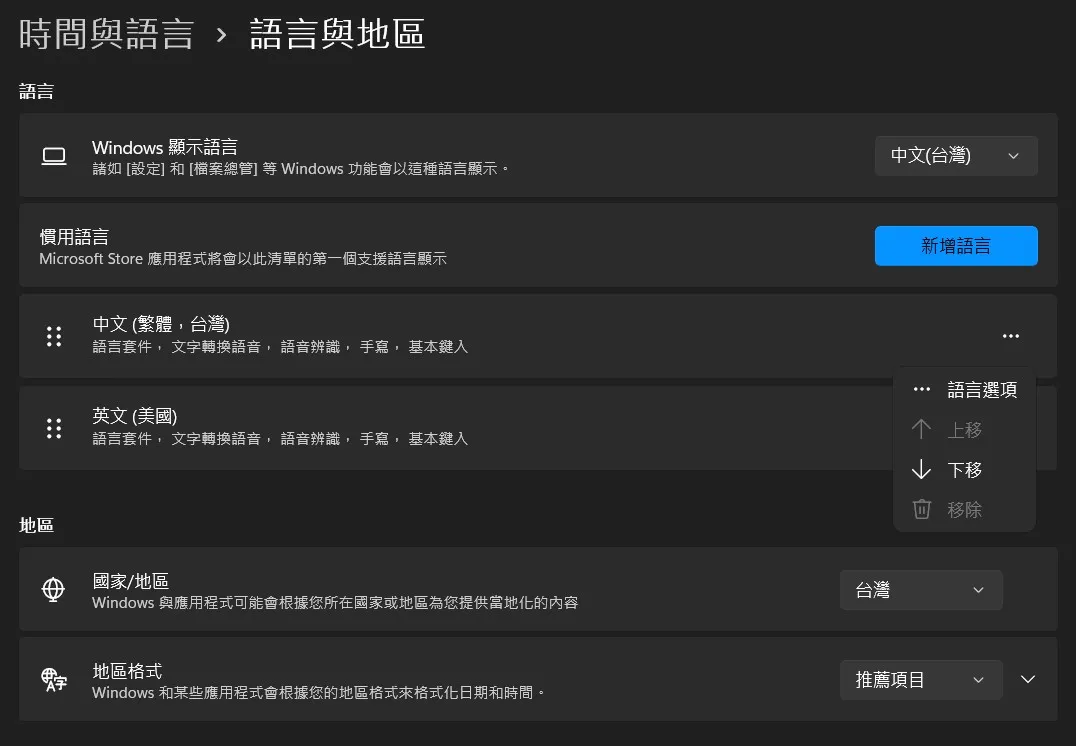 時間與語言 › 語言與地區
語言
Windows 顯示語言
諸如 [設定] 和 [檔案總管] 等 Windows 功能會以這種語言顯示。
中文(台灣)
慣用語言
Microsoft Store 應用程式將會以此清單的第一個支援語言顯示
新增語言
中文 (繁體，台灣)
語言套件， 文字轉換語音， 語音辨識， 手寫， 基本鍵入
語言選項
上移
下移
移除
英文 (美國)
語言套件， 文字轉換語音， 語音辨識， 手寫， 基本鍵入
地區
國家/地區
Windows 與應用程式可能會根據您所在國家或地區為您提供當地化的內容
台灣
地區格式
Windows 和某些應用程式會根據您的地區格式來格式化日期和時間。
推薦項目